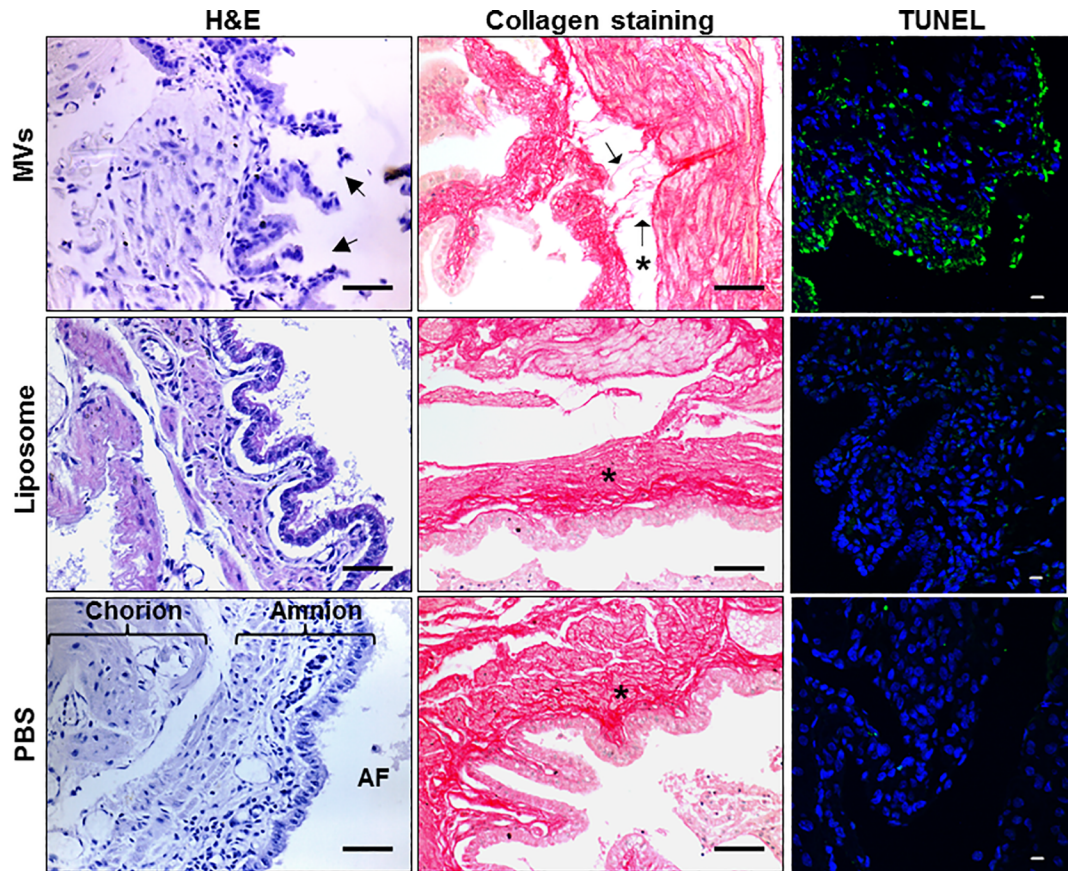 H&E Collagen staining TUNEL
MVs
*
Liposome
*
PBS
Chorion Amnion
*
AF